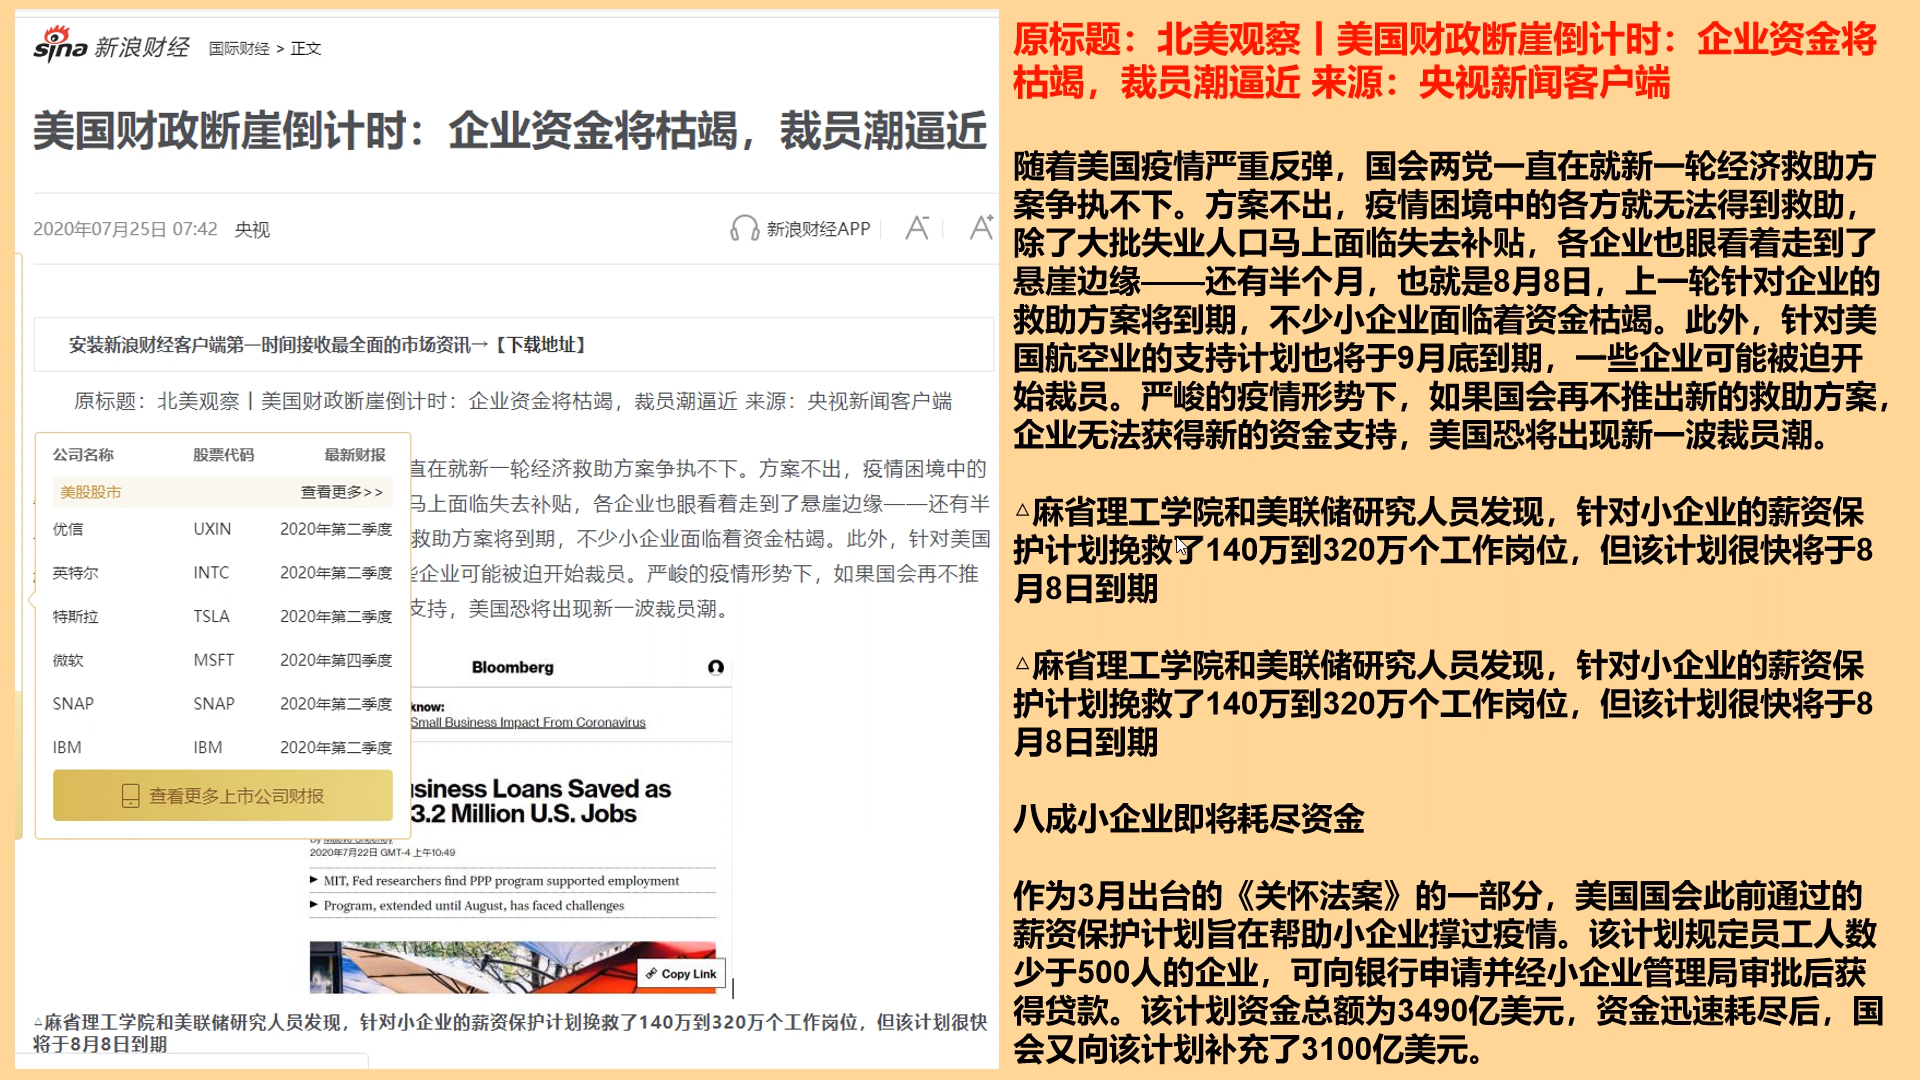 sina 新浪财经 国际财经 > 正文
美国财政断崖倒计时：企业资金将枯竭，裁员潮逼近
2020年07月25日 07:42 央视
新浪财经APP A- A+
安装新浪财经客户端第一时间接收最全面的市场资讯→【下载地址】
原标题：北美观察丨美国财政断崖倒计时：企业资金将枯竭，裁员潮逼近 来源：央视新闻客户端
直在就新一轮经济救助方案争执不下。方案不出，疫情困境中的
马上面临失去补贴，各企业也眼看着走到了悬崖边缘——还有半
救助方案将到期，不少小企业面临着资金枯竭。此外，针对美国
企业可能被迫开始裁员。严峻的疫情形势下，如果国会再不推
支持，美国恐将出现新一波裁员潮。
公司名称 股票代码 最新财报
美股股市 查看更多>>
优信 UXIN 2020年第二季度
英特尔 INTC 2020年第二季度
特斯拉 TSLA 2020年第二季度
微软 MSFT 2020年第四季度
SNAP SNAP 2020年第二季度
IBM IBM 2020年第二季度
查看更多上市公司财报
Bloomberg
know:
Small Business Impact From Coronavirus
siness Loans Saved as
3.2 Million U.S. Jobs
2020年7月22日 GMT-4 上午10:49
MIT, Fed researchers find PPP program supported employment
Program, extended until August, has faced challenges
Copy Link
△麻省理工学院和美联储研究人员发现，针对小企业的薪资保护计划挽救了140万到320万个工作岗位，但该计划很快
将于8月8日到期
原标题：北美观察丨美国财政断崖倒计时：企业资金将
枯竭，裁员潮逼近 来源：央视新闻客户端
随着美国疫情严重反弹，国会两党一直在就新一轮经济救助方
案争执不下。方案不出，疫情困境中的各方就无法得到救助，
除了大批失业人口马上面临失去补贴，各企业也眼看着走到了
悬崖边缘——还有半个月，也就是8月8日，上一轮针对企业的
救助方案将到期，不少小企业面临着资金枯竭。此外，针对美
国航空业的支持计划也将于9月底到期，一些企业可能被迫开
始裁员。严峻的疫情形势下，如果国会再不推出新的救助方案，
企业无法获得新的资金支持，美国恐将出现新一波裁员潮。
△麻省理工学院和美联储研究人员发现，针对小企业的薪资保
护计划挽救了140万到320万个工作岗位，但该计划很快将于8
月8日到期
△麻省理工学院和美联储研究人员发现，针对小企业的薪资保
护计划挽救了140万到320万个工作岗位，但该计划很快将于8
月8日到期
八成小企业即将耗尽资金
作为3月出台的《关怀法案》的一部分，美国国会此前通过的
薪资保护计划旨在帮助小企业撑过疫情。该计划规定员工人数
少于500人的企业，可向银行申请并经小企业管理局审批后获
得贷款。该计划资金总额为3490亿美元，资金迅速耗尽后，国
会又向该计划补充了3100亿美元。